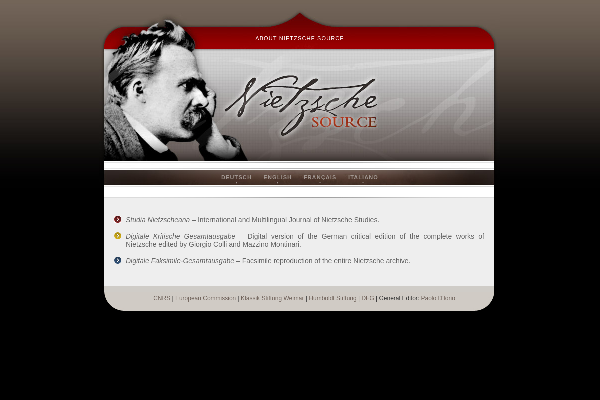 ABOUT NIETZSCHE SOURCE
Nietzsche
SOURCE
DEUTSCH ENGLISH FRANÇAIS ITALIANO
Studia Nietzscheana – International and Multilingual Journal of Nietzsche Studies.
Digitale Kritische Gesamtausgabe – Digital version of the German critical edition of the complete works of
Nietzsche edited by Giorgio Colli and Mazzino Montinari.
Digitale Faksimile-Gesamtausgabe – Facsimile reproduction of the entire Nietzsche archive.
CNRS | European Commission | Klassik Stiftung Weimar | Humboldt Stiftung | DFG | General Editor: Paolo D'Iorio